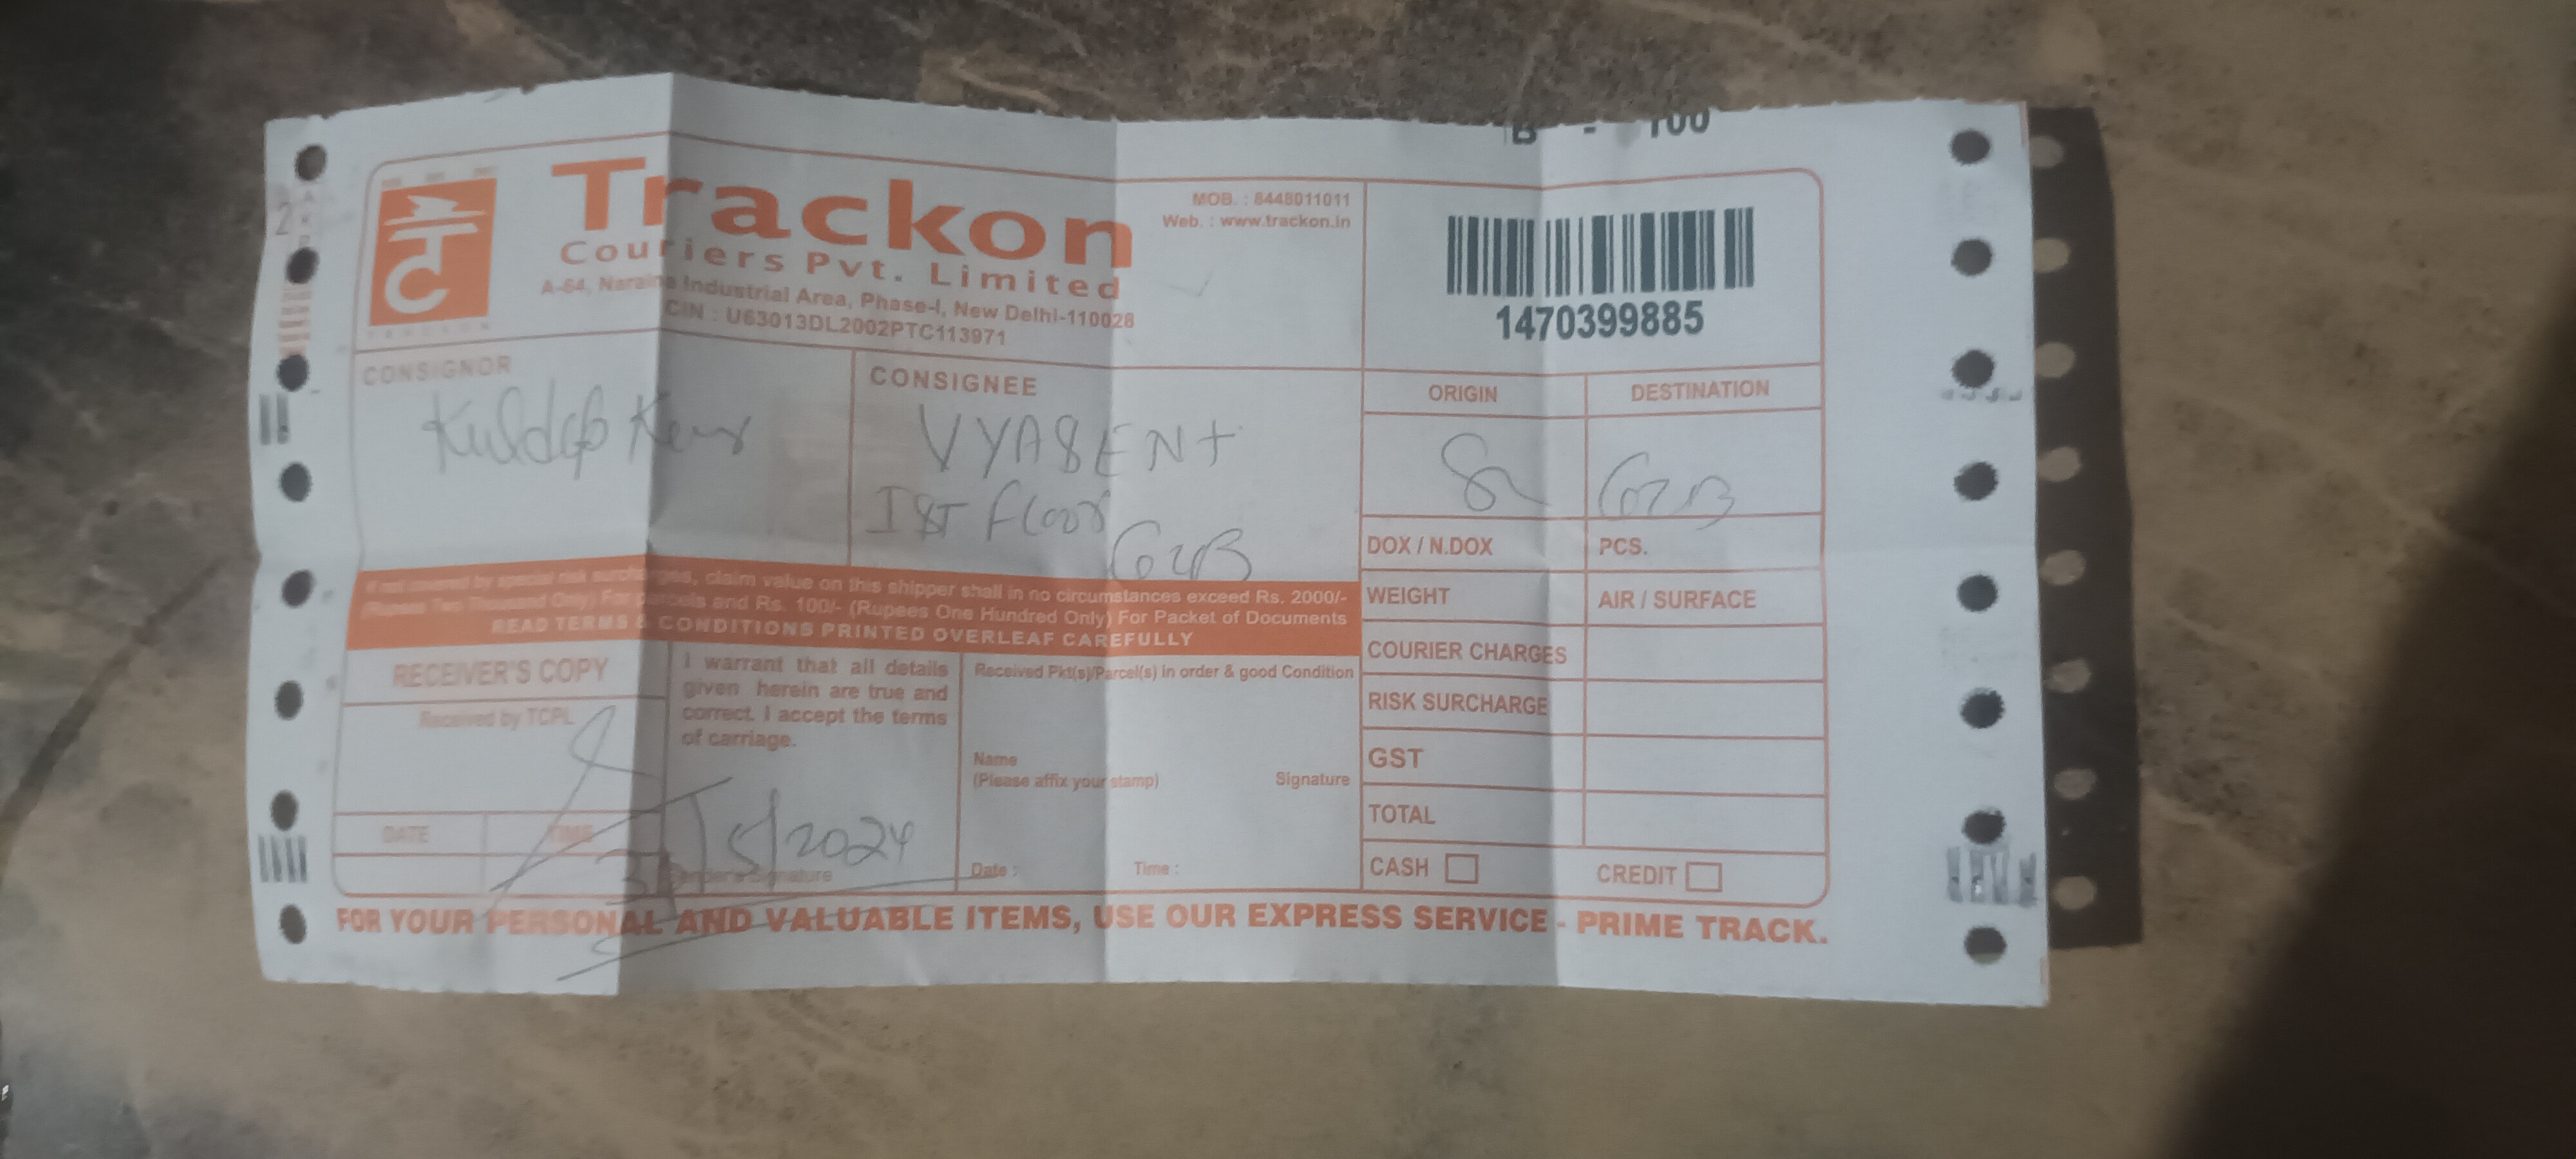 B - 100
Trackon
Couriers Pvt. Limited
A-64, Naraina Industrial Area, Phase-I, New Delhi-110028
CIN : U63013DL2002PTC113971
MOB. : 8448011011
Web. : www.trackon.in
1470399885
TC
CONSIGNOR
CONSIGNEE
VYASENT
IST Floor
GZB
ORIGIN
DESTINATION
GZB
DOX / N.DOX
PCS.
WEIGHT
AIR / SURFACE
COURIER CHARGES
RISK SURCHARGE
GST
TOTAL
CASH
CREDIT
If not covered by special risk surcharges, claim value on this shipper shall in no circumstances exceed Rs. 2000/-
(Rupees Two Thousand Only) For parcels and Rs. 100/- (Rupees One Hundred Only) For Packet of Documents
READ TERMS & CONDITIONS PRINTED OVERLEAF CAREFULLY
RECEIVER'S COPY
Received by TCPL
DATE
TIME
I warrant that all details
given herein are true and
correct. I accept the terms
of carriage.
5/2024
Sender's Signature
Received Pkt(s)/Parcel(s) in order & good Condition
Name
(Please affix your stamp)
Signature
Date :
Time :
FOR YOUR PERSONAL AND VALUABLE ITEMS, USE OUR EXPRESS SERVICE - PRIME TRACK.